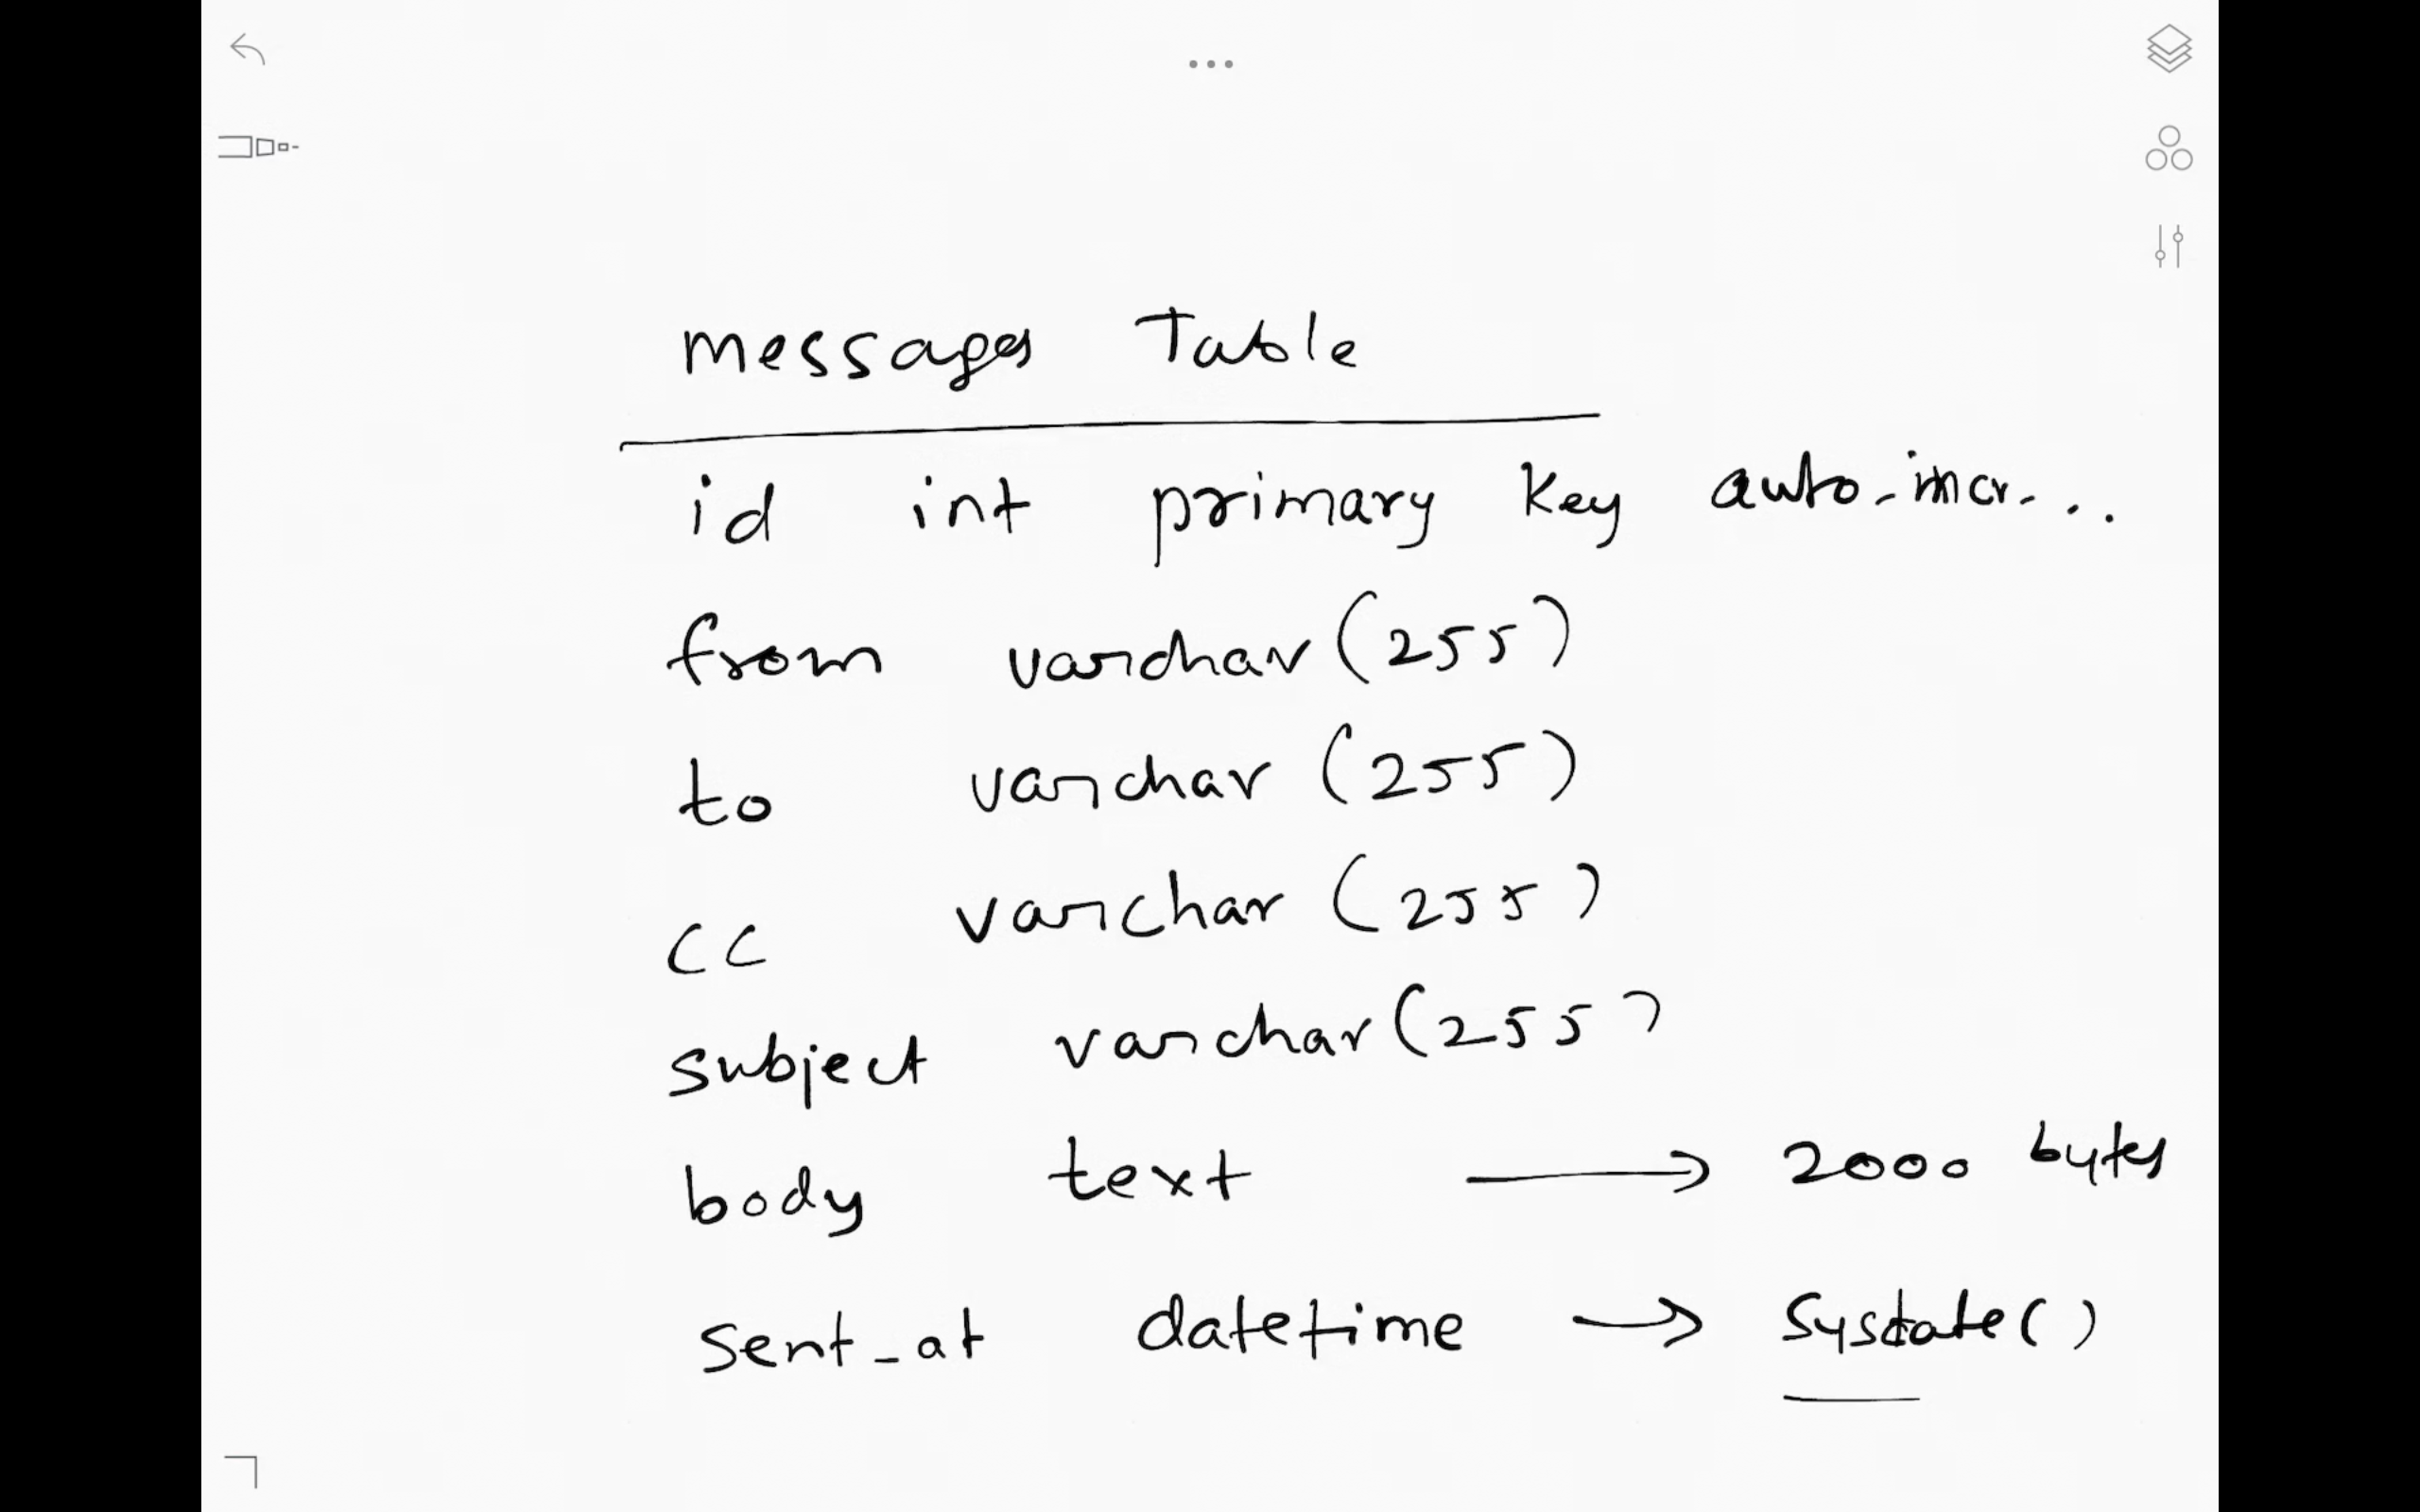 messages Table
id int primary key auto-incr...
from varchar(255)
to varchar (255)
cc varchar (255)
subject varchar(255)
body text → 2000 bytes
sent_at datetime → Sysdate()